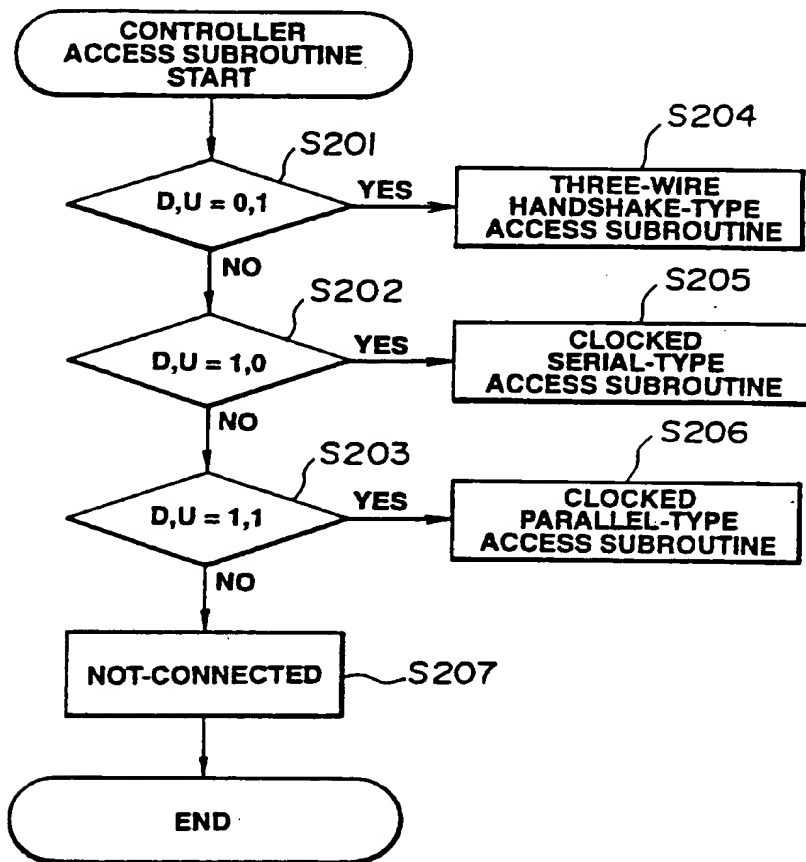 CONTROLLER
ACCESS SUBROUTINE
START
S201
D,U = 0,1
YES
S204
THREE-WIRE
HANDSHAKE-TYPE
ACCESS SUBROUTINE
NO
S202
D,U = 1,0
YES
S205
CLOCKED
SERIAL-TYPE
ACCESS SUBROUTINE
NO
S203
D,U = 1,1
YES
S206
CLOCKED
PARALLEL-TYPE
ACCESS SUBROUTINE
NO
NOT-CONNECTED
S207
END